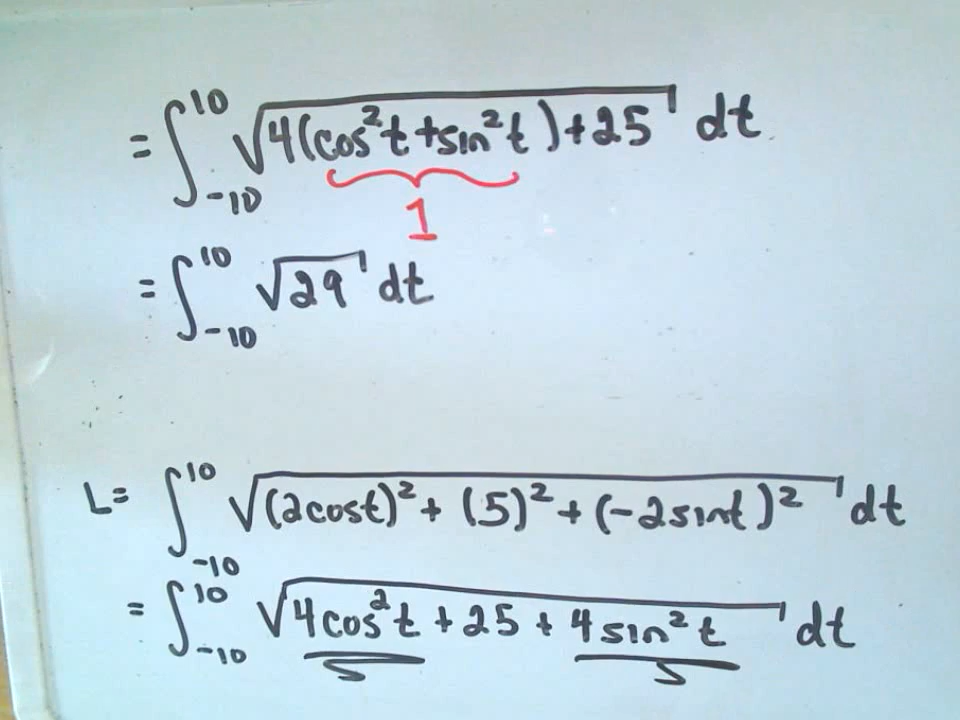 = ∫_{-10}^{10} √(4(cos²t + sin²t) + 25) dt
1
= ∫_{-10}^{10} √29 dt
L = ∫_{-10}^{10} √((2cost)² + (5)² + (-2sint)²) dt
= ∫_{-10}^{10} √(4cos²t + 25 + 4sin²t) dt